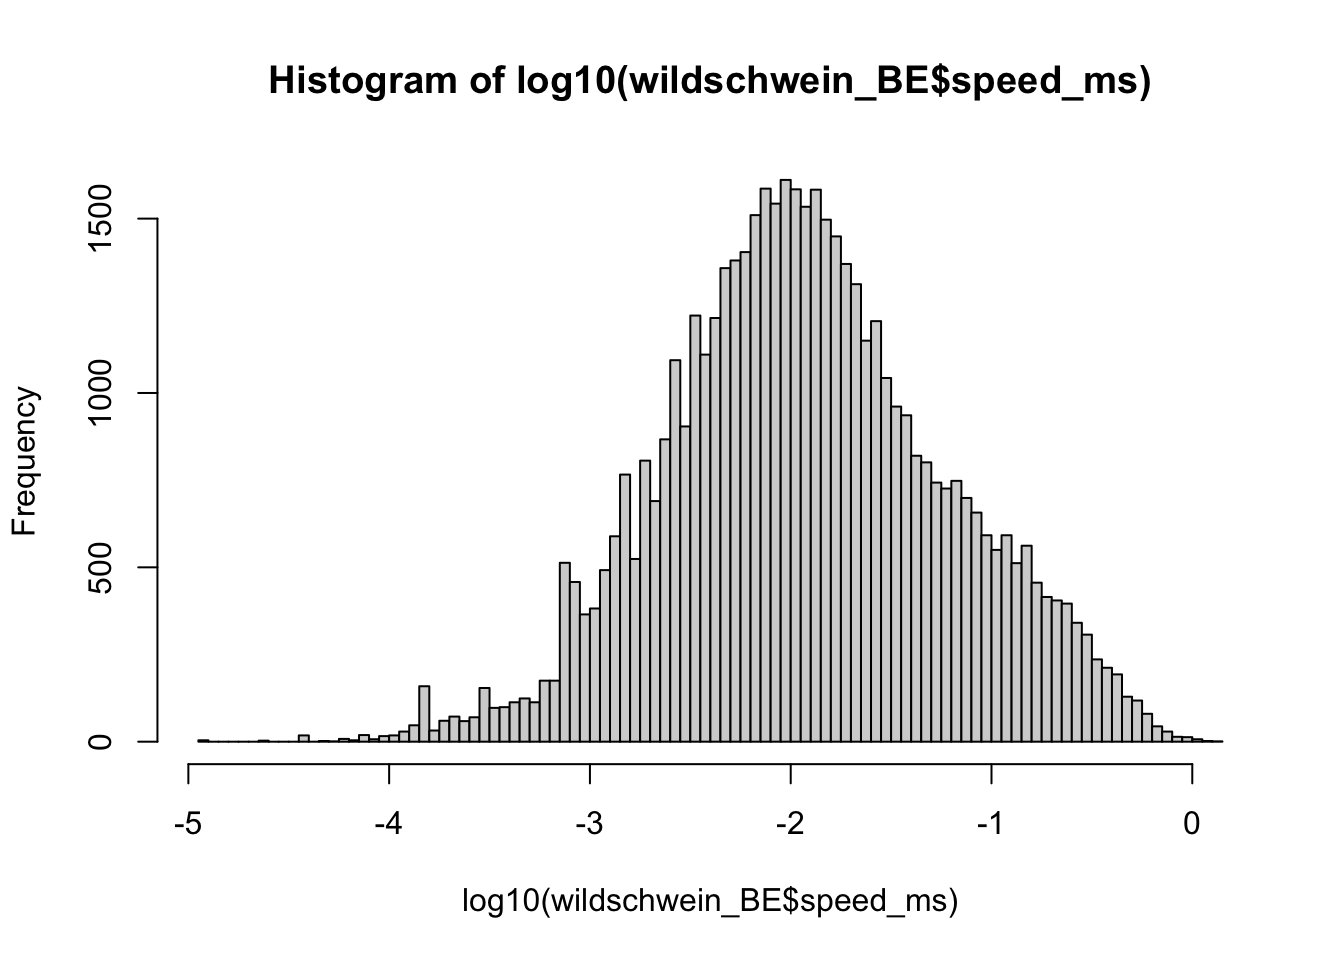 Histogram of log10(wildschwein_BE$speed_ms)
Frequency
1500
1000
500
0
-5 -4 -3 -2 -1 0
log10(wildschwein_BE$speed_ms)